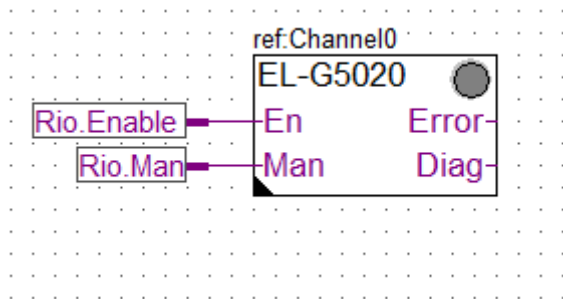 ref:Channel0
EL-G5020
Rio.Enable En Error
Rio.Man Man Diag